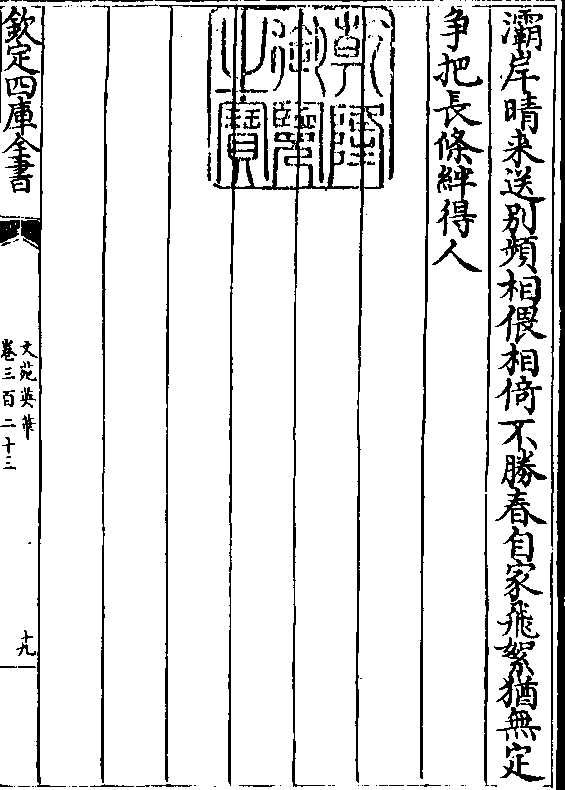 灞岸晴来送别頻相偎相倚不勝春自家飛絮猶無定
争把長條絆得人
乾隆御覽之寶
欽定四庫全書
文苑英華
卷三百二十三
十九